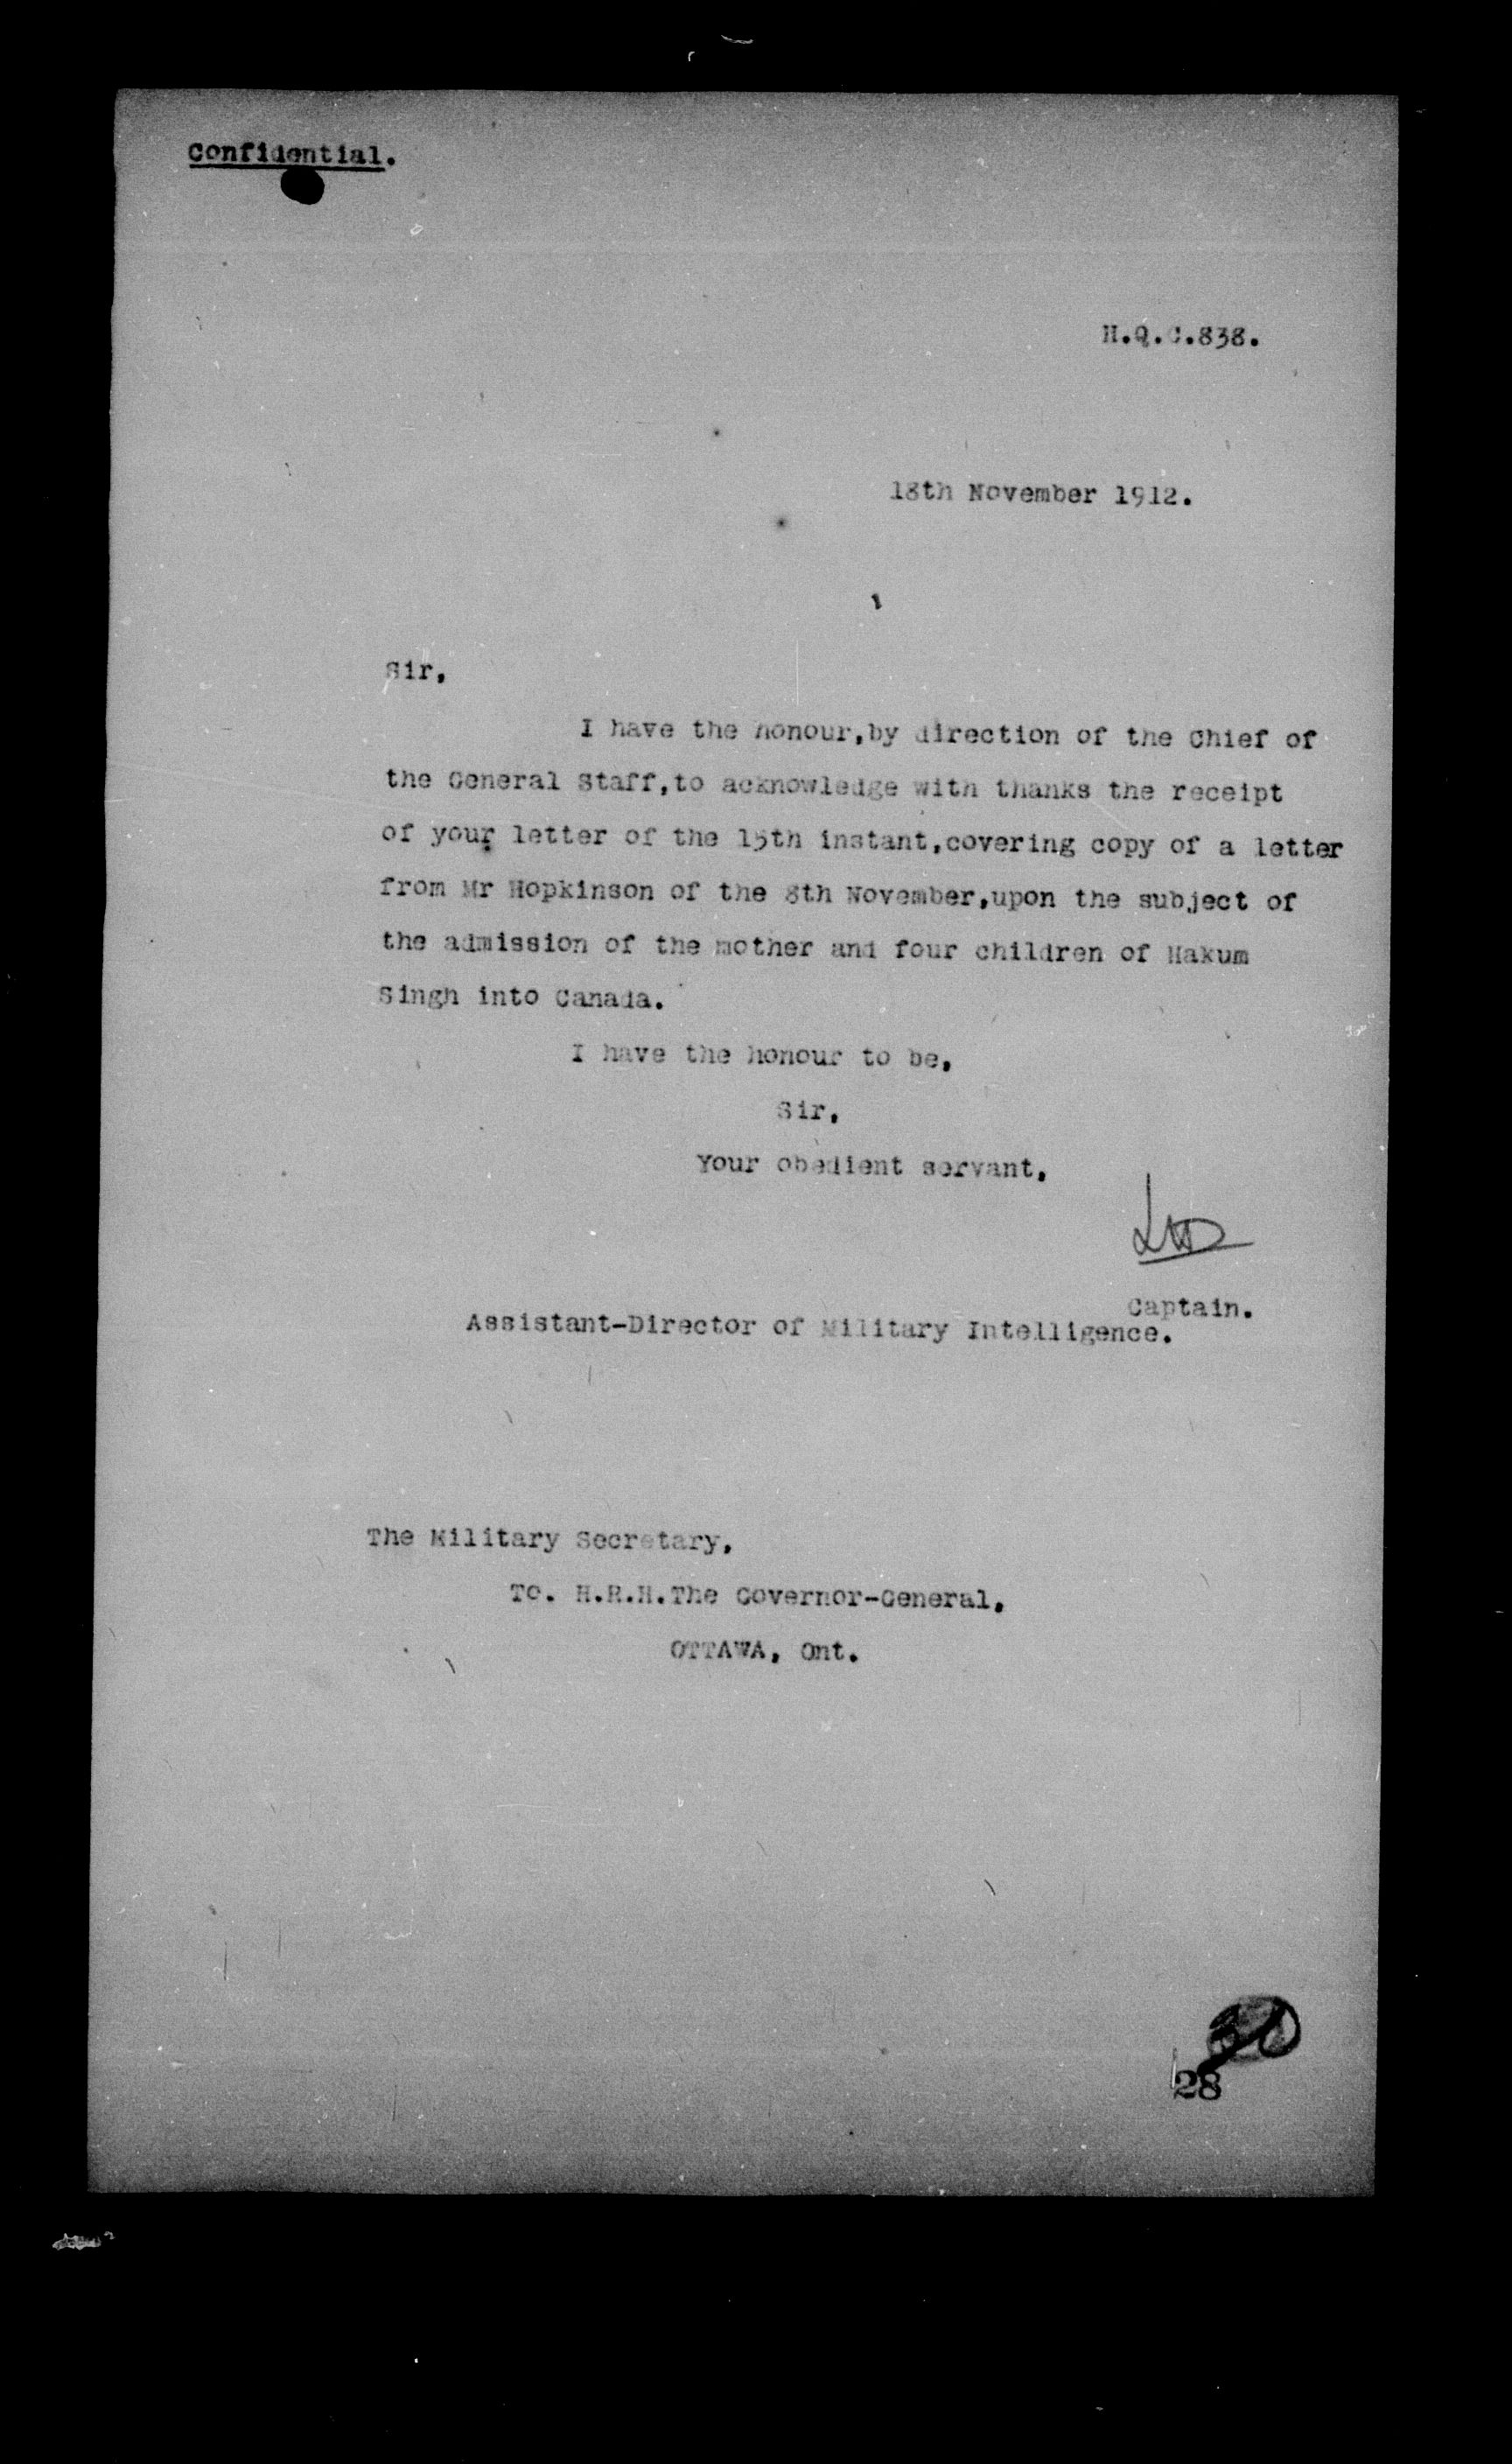 Confidential.
H.Q.C.838.
18th November 1912.
Sir,
I have the honour,by direction of the Chief of
the General Staff,to acknowledge with thanks the receipt
of your letter of the 15th instant,covering copy of a letter
from Mr Hopkinson of the 8th November,upon the subject of
the admission of the mother and four children of Hakum
Singh into Canada.
I have the honour to be,
Sir,
Your obedient servant,
Captain.
Assistant-Director of Military Intelligence.
The Military Secretary,
To. H.R.H.The Governor-General,
OTTAWA, Ont.
28